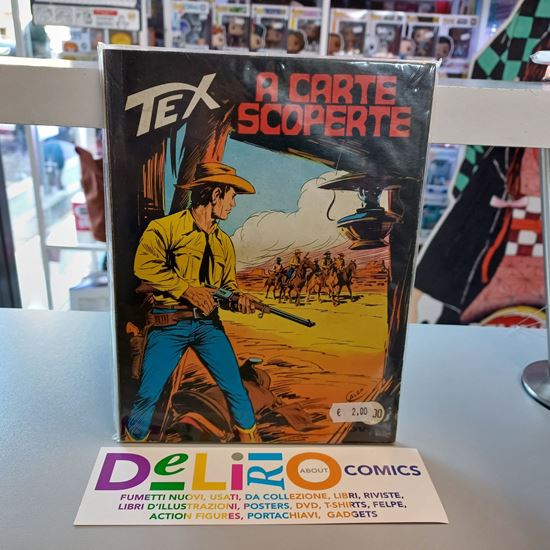 TEX
A CARTE
SCOPERTE
€ 2.00
DELIRIO
ABOUT
COMICS
FUMETTI NUOVI, USATI, DA COLLEZIONE, LIBRI, RIVISTE,
LIBRI D'ILLUSTRAZIONI, POSTERS, DVD, T-SHIRTS, FELPE,
ACTION FIGURES, PORTACHIAVI, GADGETS